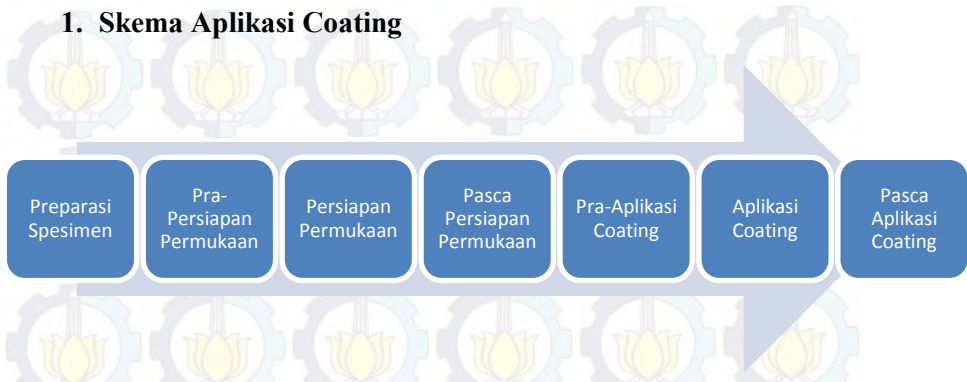 1. Skema Aplikasi Coating
Preparasi
Spesimen
Pra-
Persiapan
Permukaan
Persiapan
Permukaan
Pasca
Persiapan
Permukaan
Pra-Aplikasi
Coating
Aplikasi
Coating
Pasca
Aplikasi
Coating